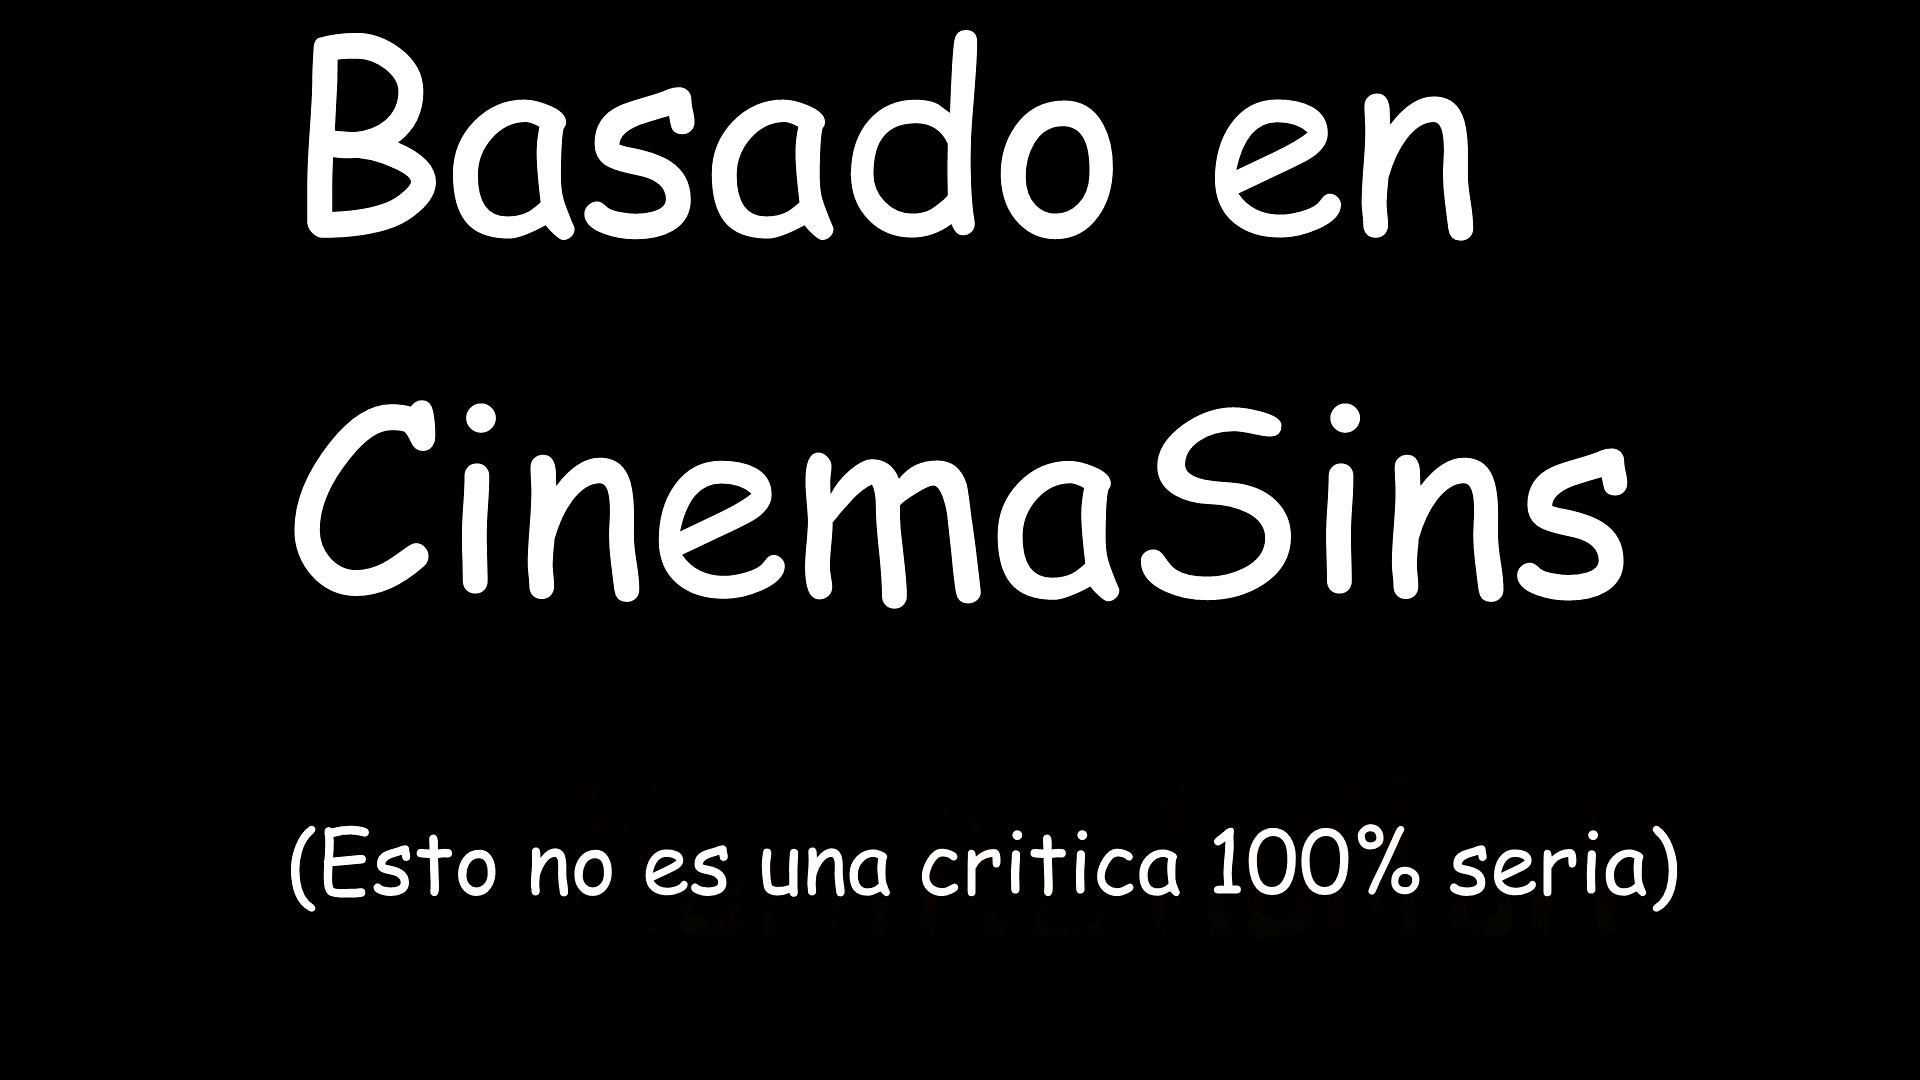 Basado en
CinemaSins
(Esto no es una critica 100% seria)